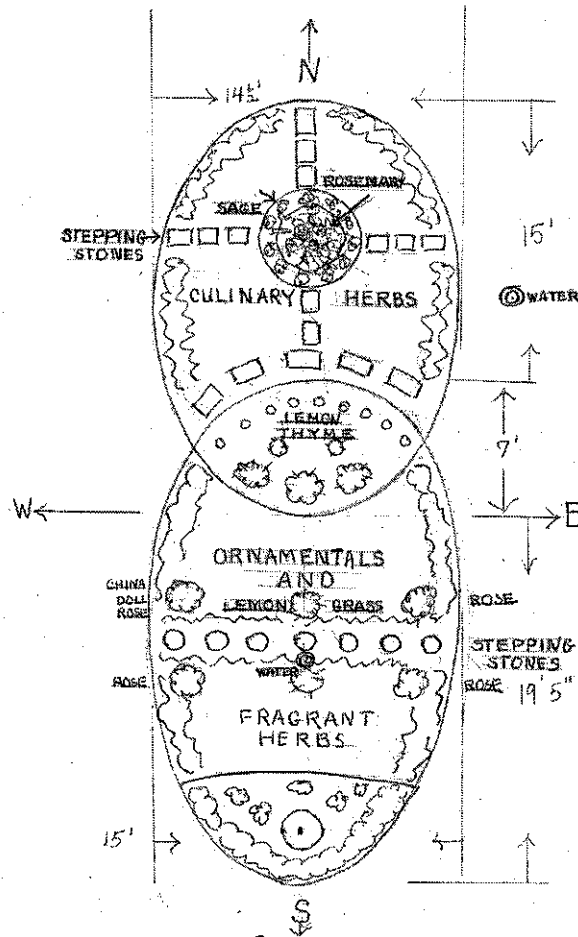 N
14½'
ROSEMARY
SAGE
STEPPING
STONES
15'
CULINARY HERBS
WATER
LEMON
THYME
7'
W
E
ORNAMENTALS
AND
CHINA
DOLL
ROSE
LEMON GRASS
ROSE
STEPPING
STONES
WATER
ROSE
ROSE
19'5"
FRAGRANT
HERBS
15'
S